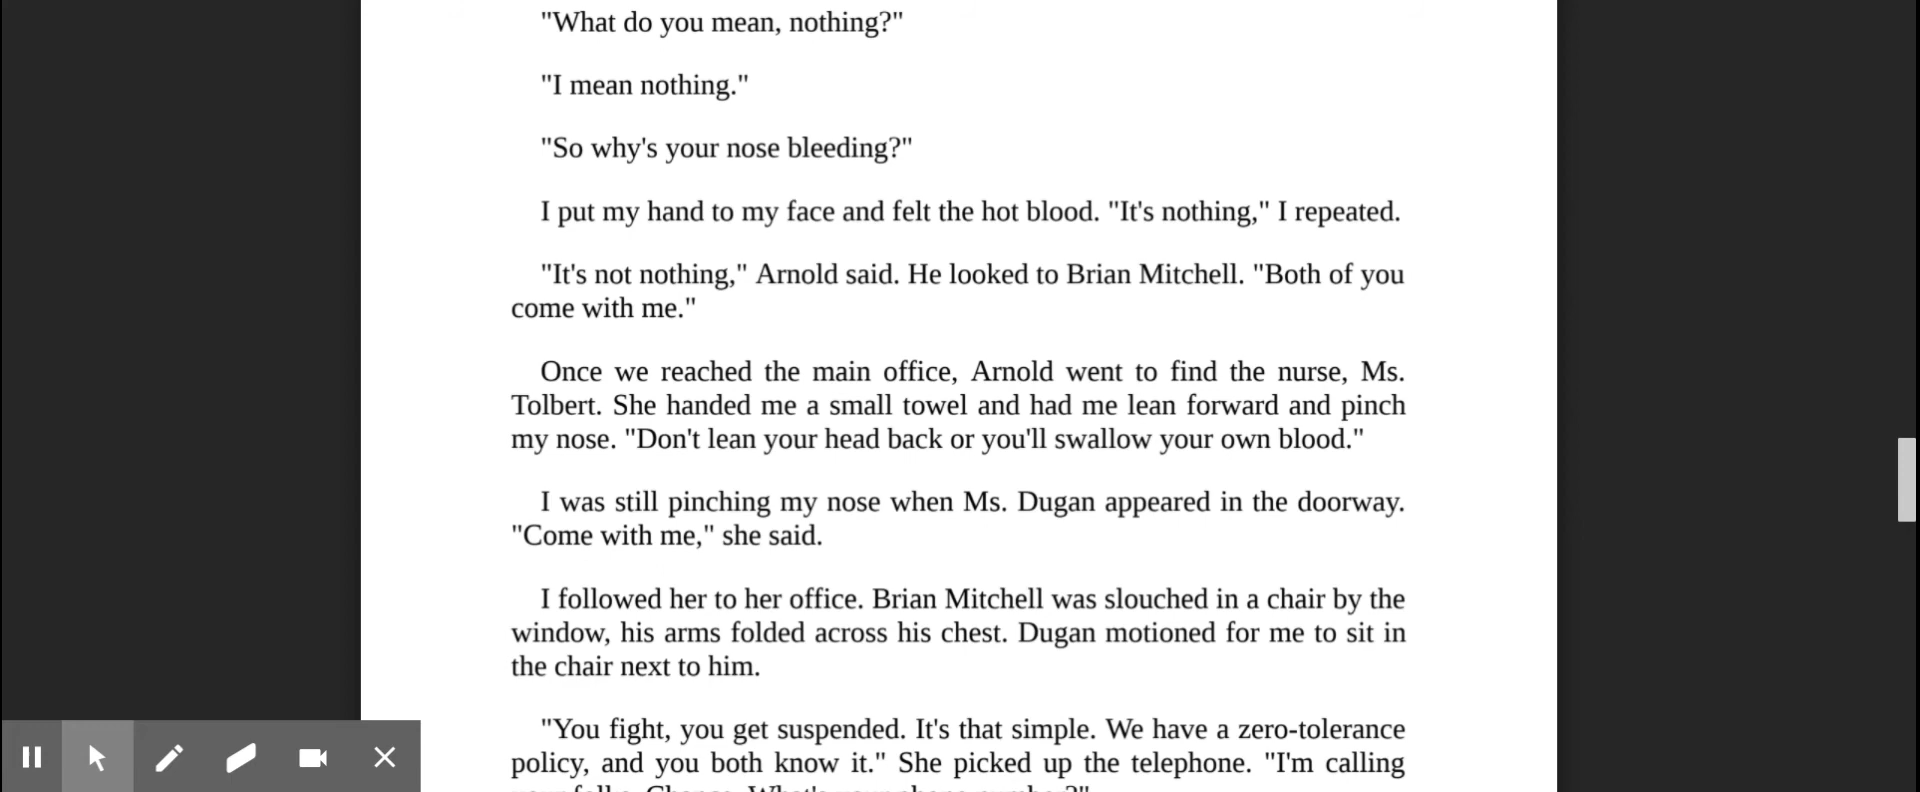 "What do you mean, nothing?"
"I mean nothing."
"So why's your nose bleeding?"
I put my hand to my face and felt the hot blood. "It's nothing," I repeated.
"It's not nothing," Arnold said. He looked to Brian Mitchell. "Both of you
come with me."
Once we reached the main office, Arnold went to find the nurse, Ms.
Tolbert. She handed me a small towel and had me lean forward and pinch
my nose. "Don't lean your head back or you'll swallow your own blood."
I was still pinching my nose when Ms. Dugan appeared in the doorway.
"Come with me," she said.
I followed her to her office. Brian Mitchell was slouched in a chair by the
window, his arms folded across his chest. Dugan motioned for me to sit in
the chair next to him.
"You fight, you get suspended. It's that simple. We have a zero-tolerance
policy, and you both know it." She picked up the telephone. "I'm calling
your folks, Chance. What's your phone number?"